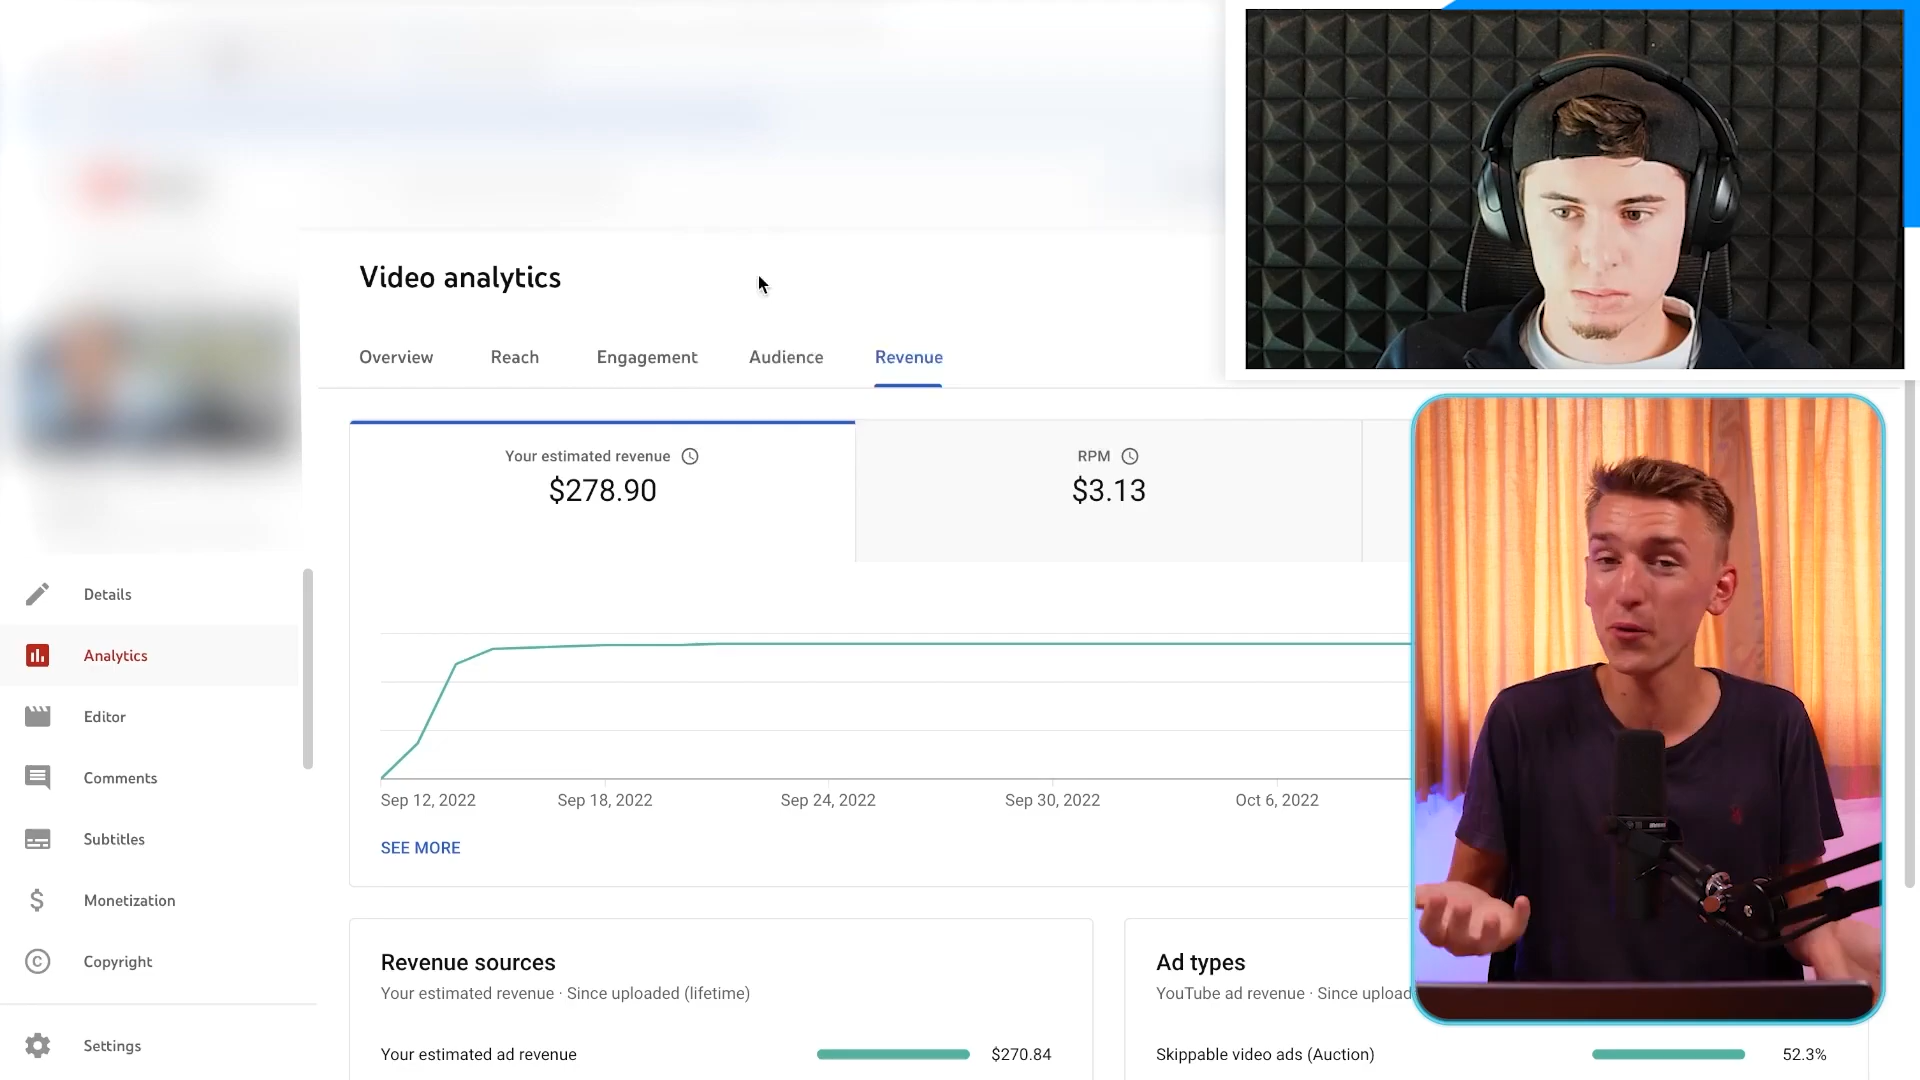 Video analytics
Overview
Reach
Engagement
Audience
Revenue
Your estimated revenue
$278.90
RPM
$3.13
Sep 12, 2022
Sep 18, 2022
Sep 24, 2022
Sep 30, 2022
Oct 6, 2022
SEE MORE
Details
Analytics
Editor
Comments
Subtitles
Monetization
Copyright
Settings
Revenue sources
Your estimated revenue · Since uploaded (lifetime)
Your estimated ad revenue
$270.84
Ad types
YouTube ad revenue · Since upload
Skippable video ads (Auction)
52.3%